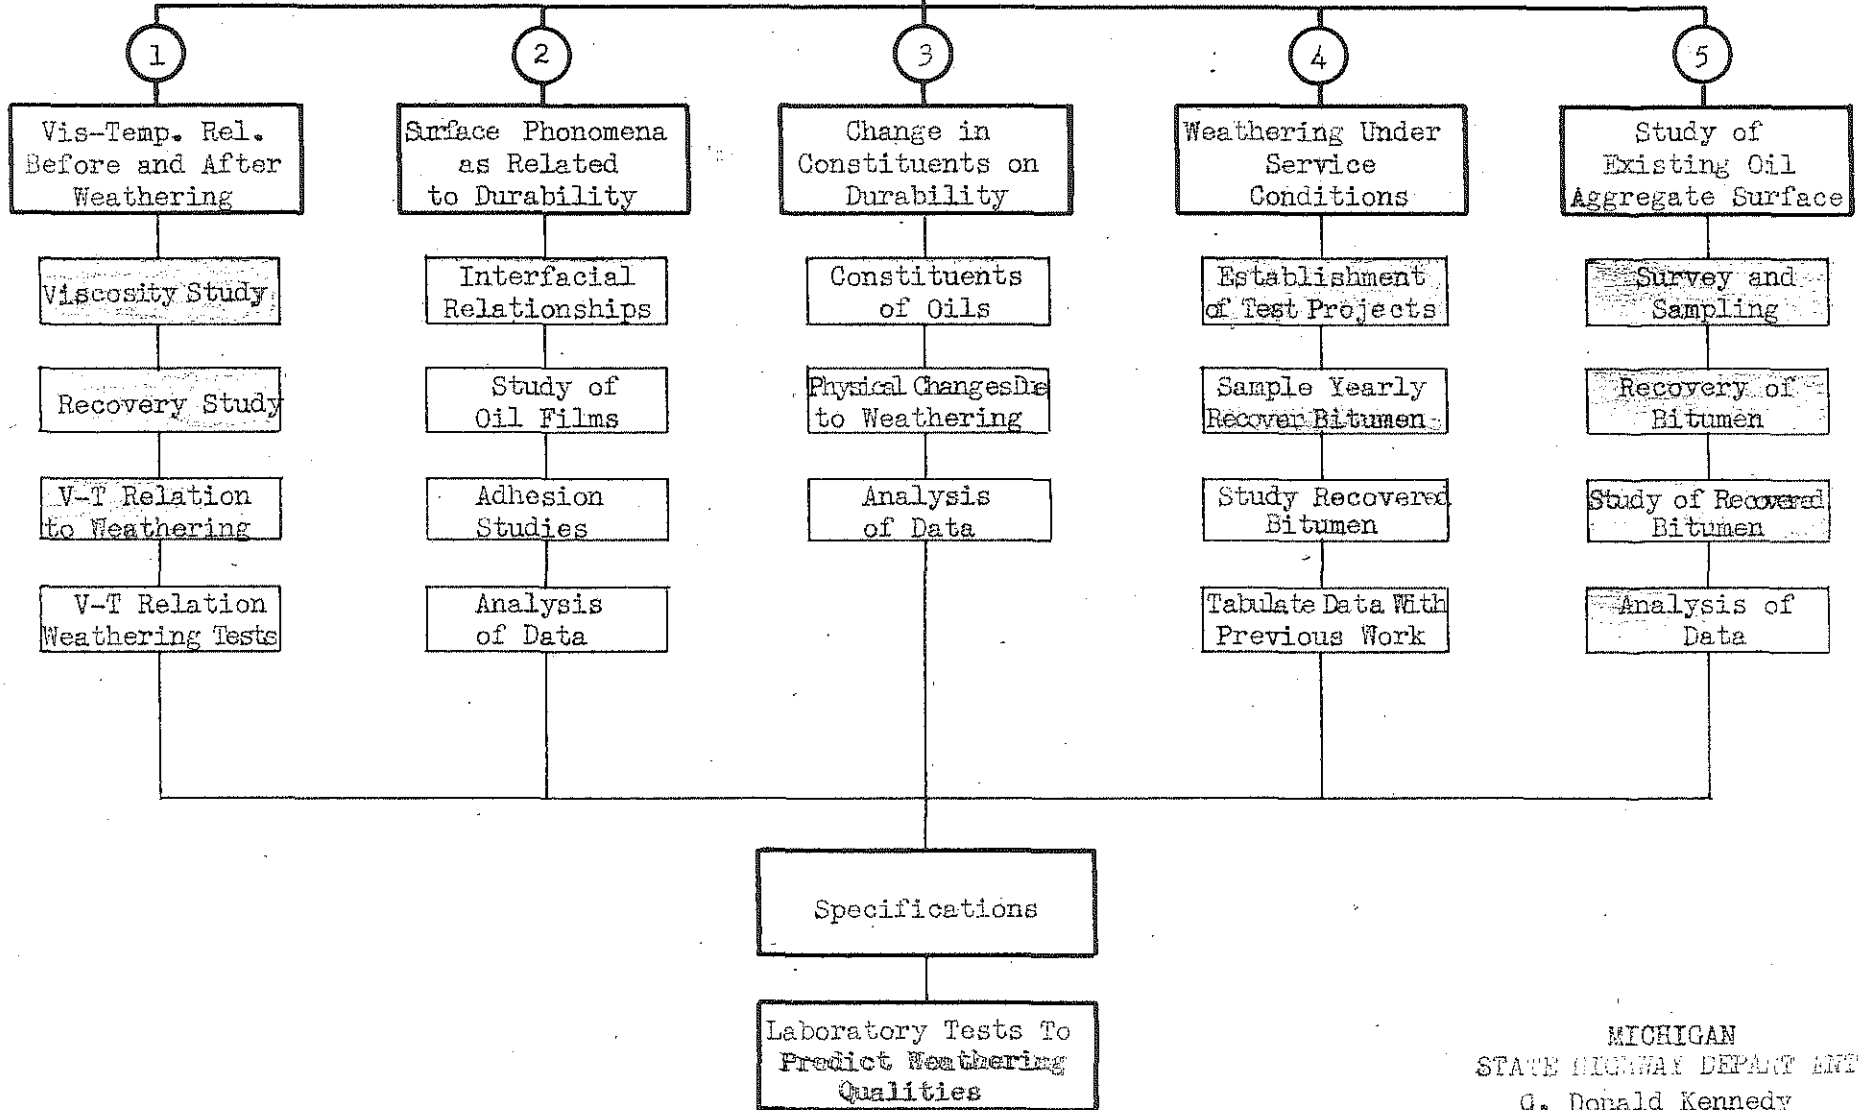 1
2
3
4
5
Vis-Temp. Rel.
Before and After
Weathering
Surface Phonomena
as Related
to Durability
Change in
Constituents on
Durability
Weathering Under
Service
Conditions
Study of
Existing Oil
Aggregate Surface
Viscosity Study
Recovery Study
V-T Relation
to Weathering
V-T Relation
Weathering Tests
Interfacial
Relationships
Study of
Oil Films
Adhesion
Studies
Analysis
of Data
Constituents
of Oils
Physical Changes Due
to Weathering
Analysis
of Data
Establishment
of Test Projects
Sample Yearly
Recover Bitumen
Study Recovered
Bitumen
Tabulate Data With
Previous Work
Survey and
Sampling
Recovery of
Bitumen
Study of Recovered
Bitumen
Analysis of
Data
Specifications
Laboratory Tests To
Predict Weathering
Qualities
MICHIGAN
STATE HIGHWAY DEPARTMENT
G. Donald Kennedy